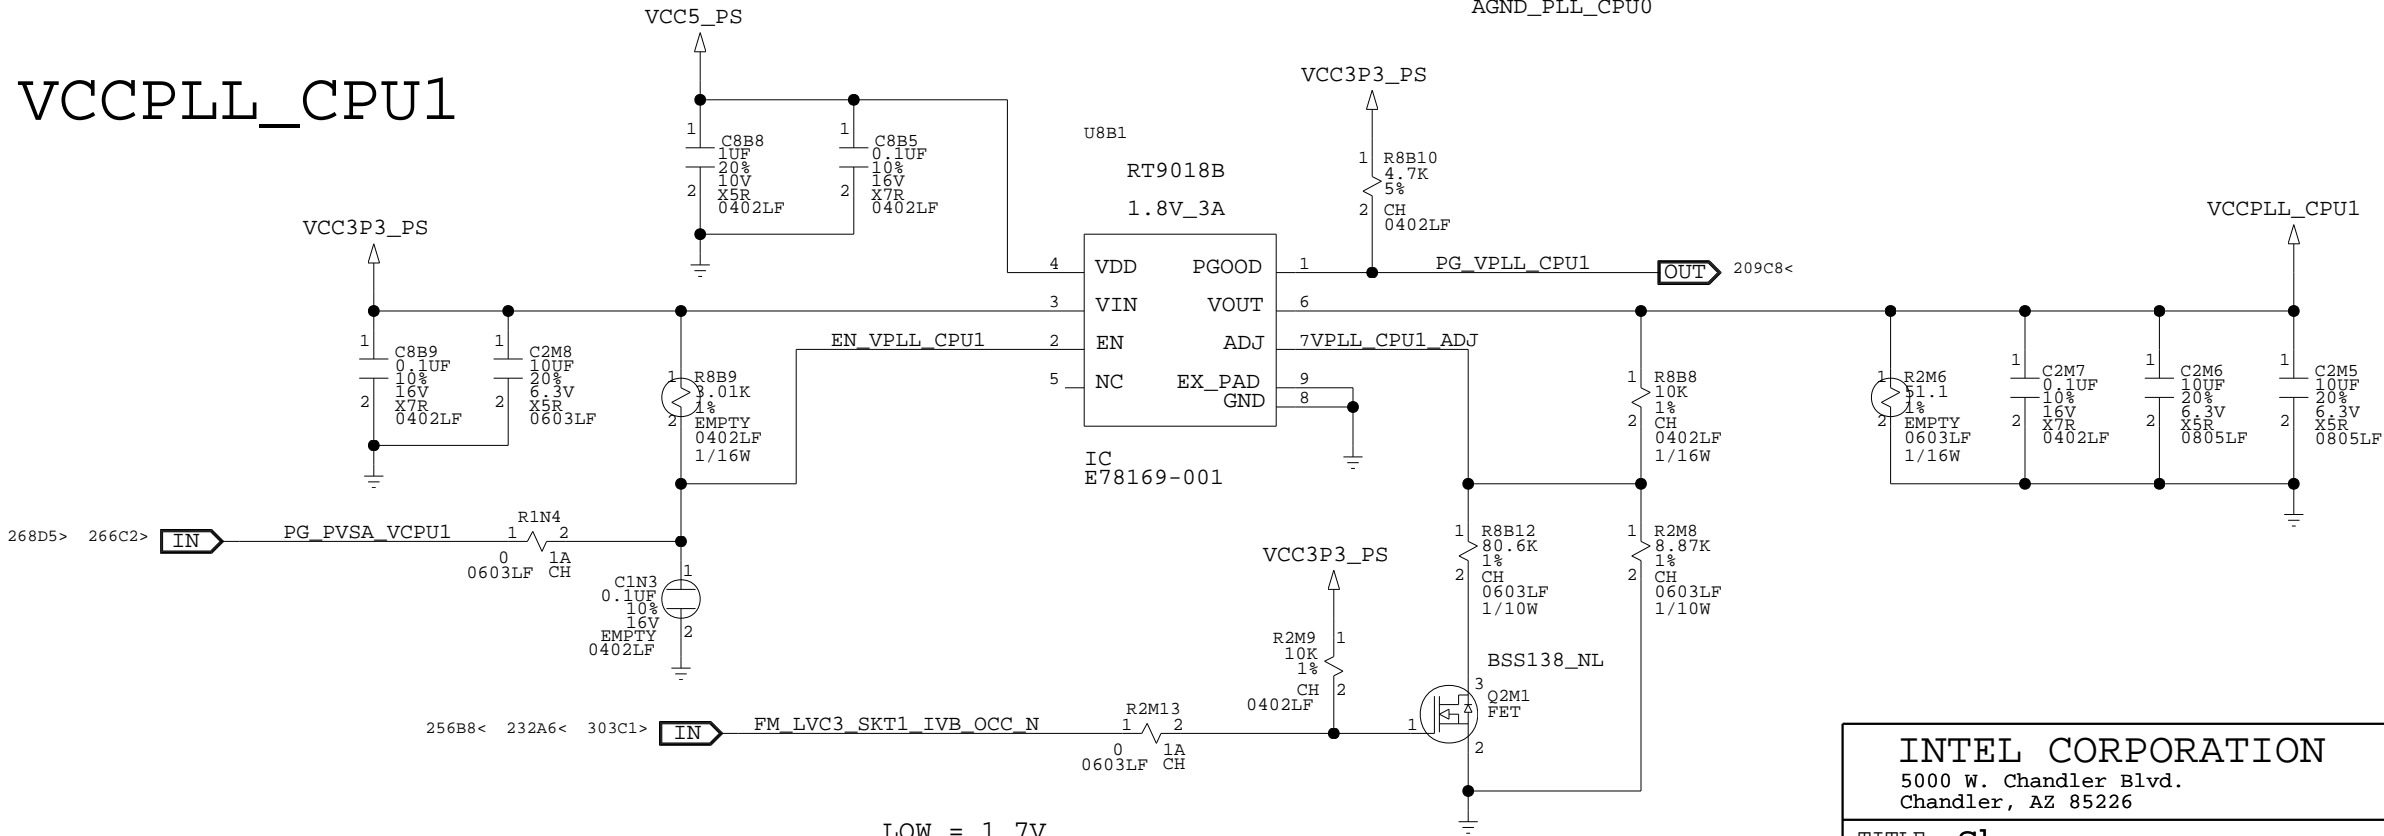 AGND_PLL_CPU0
VCC5_PS
VCCPLL_CPU1
VCC3P3_PS
1
C8B8
1UF
20%
10V
X5R
0402LF
2
1
C8B5
0.1UF
10%
16V
X7R
0402LF
2
U8B1
RT9018B
1.8V_3A
1
R8B10
4.7K
5%
2
CH
0402LF
VCC3P3_PS
VCCPLL_CPU1
4 VDD PGOOD 1
PG_VPLL_CPU1
OUT
209C8<
3 VIN VOUT 6
EN_VPLL_CPU1
2 EN ADJ 7
VPLL_CPU1_ADJ
5 NC EX_PAD 9
GND 8
IC
E78169-001
1
C8B9
0.1UF
10%
16V
X7R
0402LF
2
1
C2M8
10UF
20%
6.3V
X5R
0603LF
2
1
R8B9
3.01K
1%
EMPTY
0402LF
1/16W
2
1
R8B8
10K
1%
CH
0402LF
1/16W
2
1
R2M6
51.1
1%
EMPTY
0603LF
1/16W
2
1
C2M7
0.1UF
10%
16V
X7R
0402LF
2
1
C2M6
10UF
20%
6.3V
X5R
0805LF
2
1
C2M5
10UF
20%
6.3V
X5R
0805LF
2
268D5> 266C2>
IN
PG_PVSA_VCPU1
R1N4
1 2
0 1A
0603LF CH
1
C1N3
0.1UF
10%
16V
EMPTY
0402LF
2
VCC3P3_PS
1
R8B12
80.6K
1%
CH
0603LF
1/10W
2
1
R2M8
8.87K
1%
CH
0603LF
1/10W
2
R2M9
1
10K
1%
CH
2
0402LF
BSS138_NL
3
Q2M1
FET
1
2
256B8< 232A6< 303C1>
IN
FM_LVC3_SKT1_IVB_OCC_N
R2M13
1 2
0 1A
0603LF CH
LOW = 1.7V
INTEL CORPORATION
5000 W. Chandler Blvd.
Chandler, AZ 85226